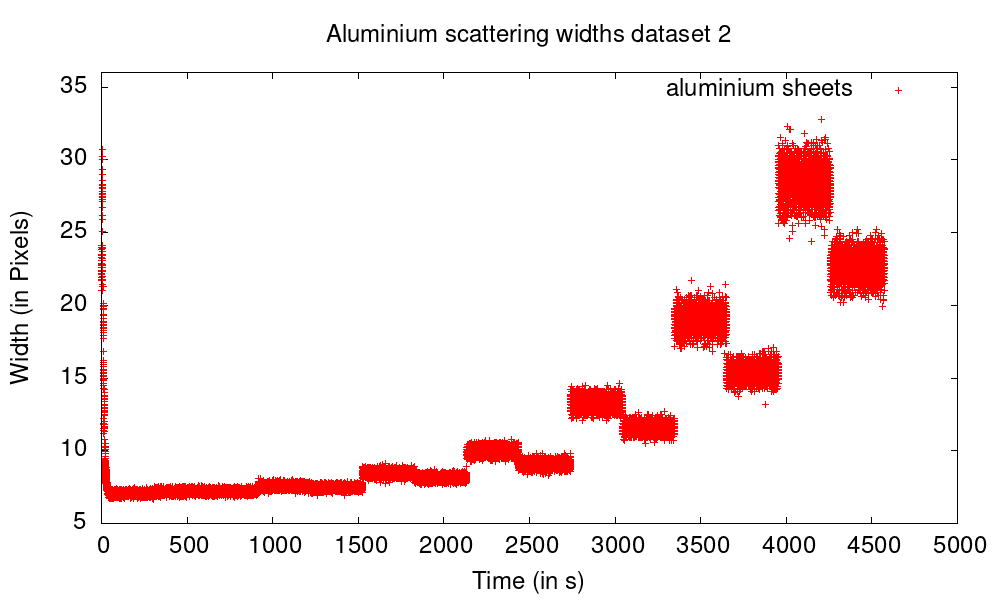 Aluminium scattering widths dataset 2
aluminium sheets
35
30
25
20
15
10
5
Width (in Pixels)
0 500 1000 1500 2000 2500 3000 3500 4000 4500 5000
Time (in s)